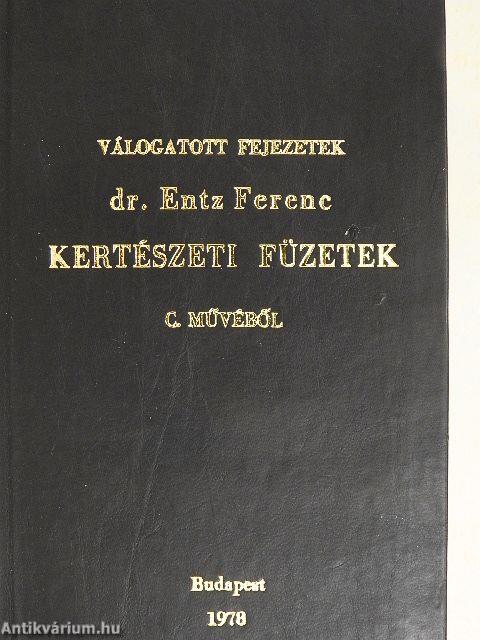 VÁLOGATOTT FEJEZETEK
dr. Entz Ferenc
KERTÉSZETI FÜZETEK
C. MŰVÉBŐL
Budapest
1978
Antikvárium.hu